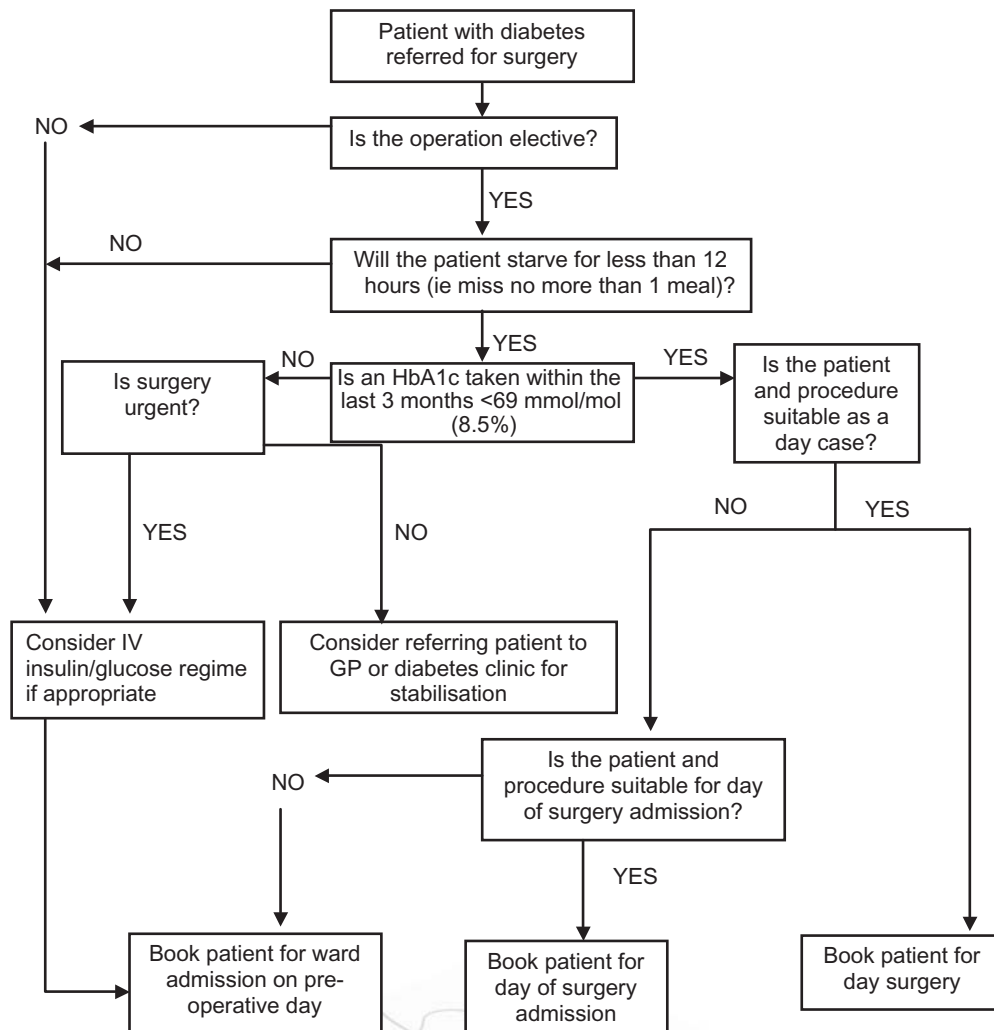 Patient with diabetes
referred for surgery
NO
Is the operation elective?
YES
NO
Will the patient starve for less than 12
hours (ie miss no more than 1 meal)?
YES
NO
Is surgery
urgent?
Is an HbA1c taken within the
last 3 months <69 mmol/mol
(8.5%)
YES
Is the patient
and procedure
suitable as a
day case?
YES
NO
NO
YES
Consider IV
insulin/glucose regime
if appropriate
Consider referring patient to
GP or diabetes clinic for
stabilisation
Is the patient and
procedure suitable for day
of surgery admission?
NO
YES
Book patient for ward
admission on pre-
operative day
Book patient for
day of surgery
admission
Book patient for
day surgery